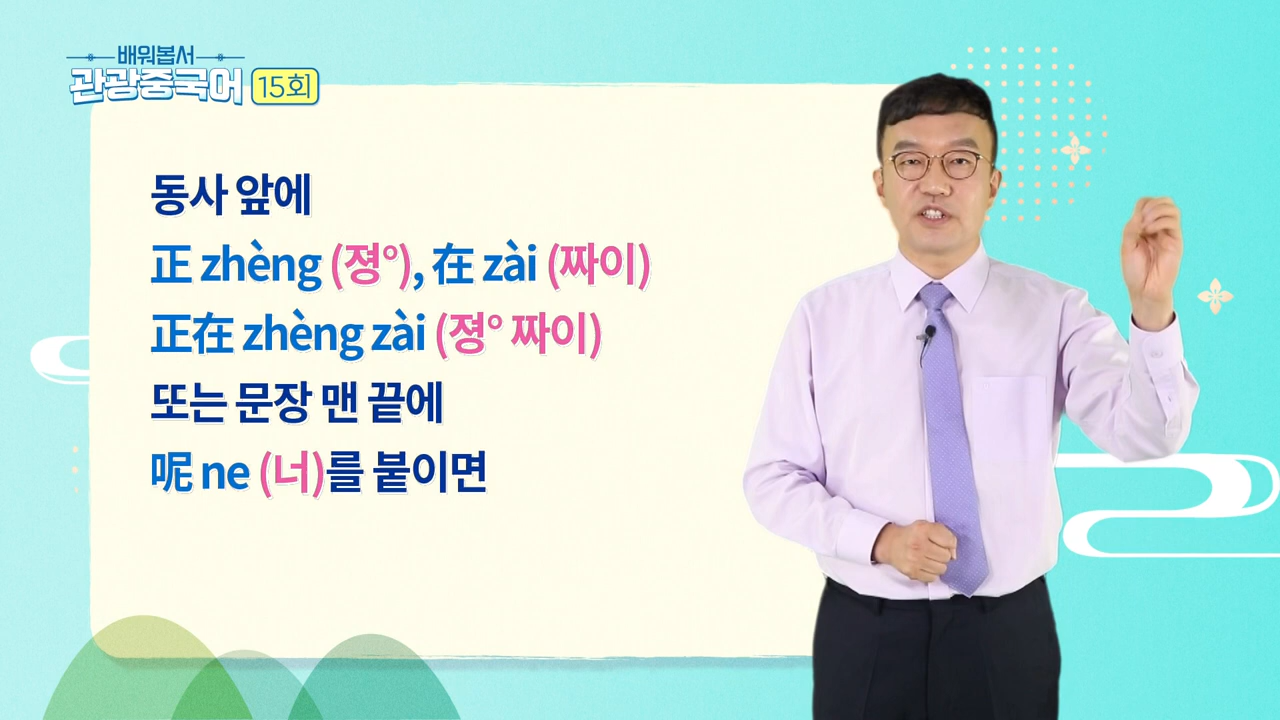 배워봅서
관광중국어 15회
동사 앞에
正 zhèng (졍°), 在 zài (짜이)
正在 zhèng zài (졍° 짜이)
또는 문장 맨 끝에
呢 ne (너)를 붙이면